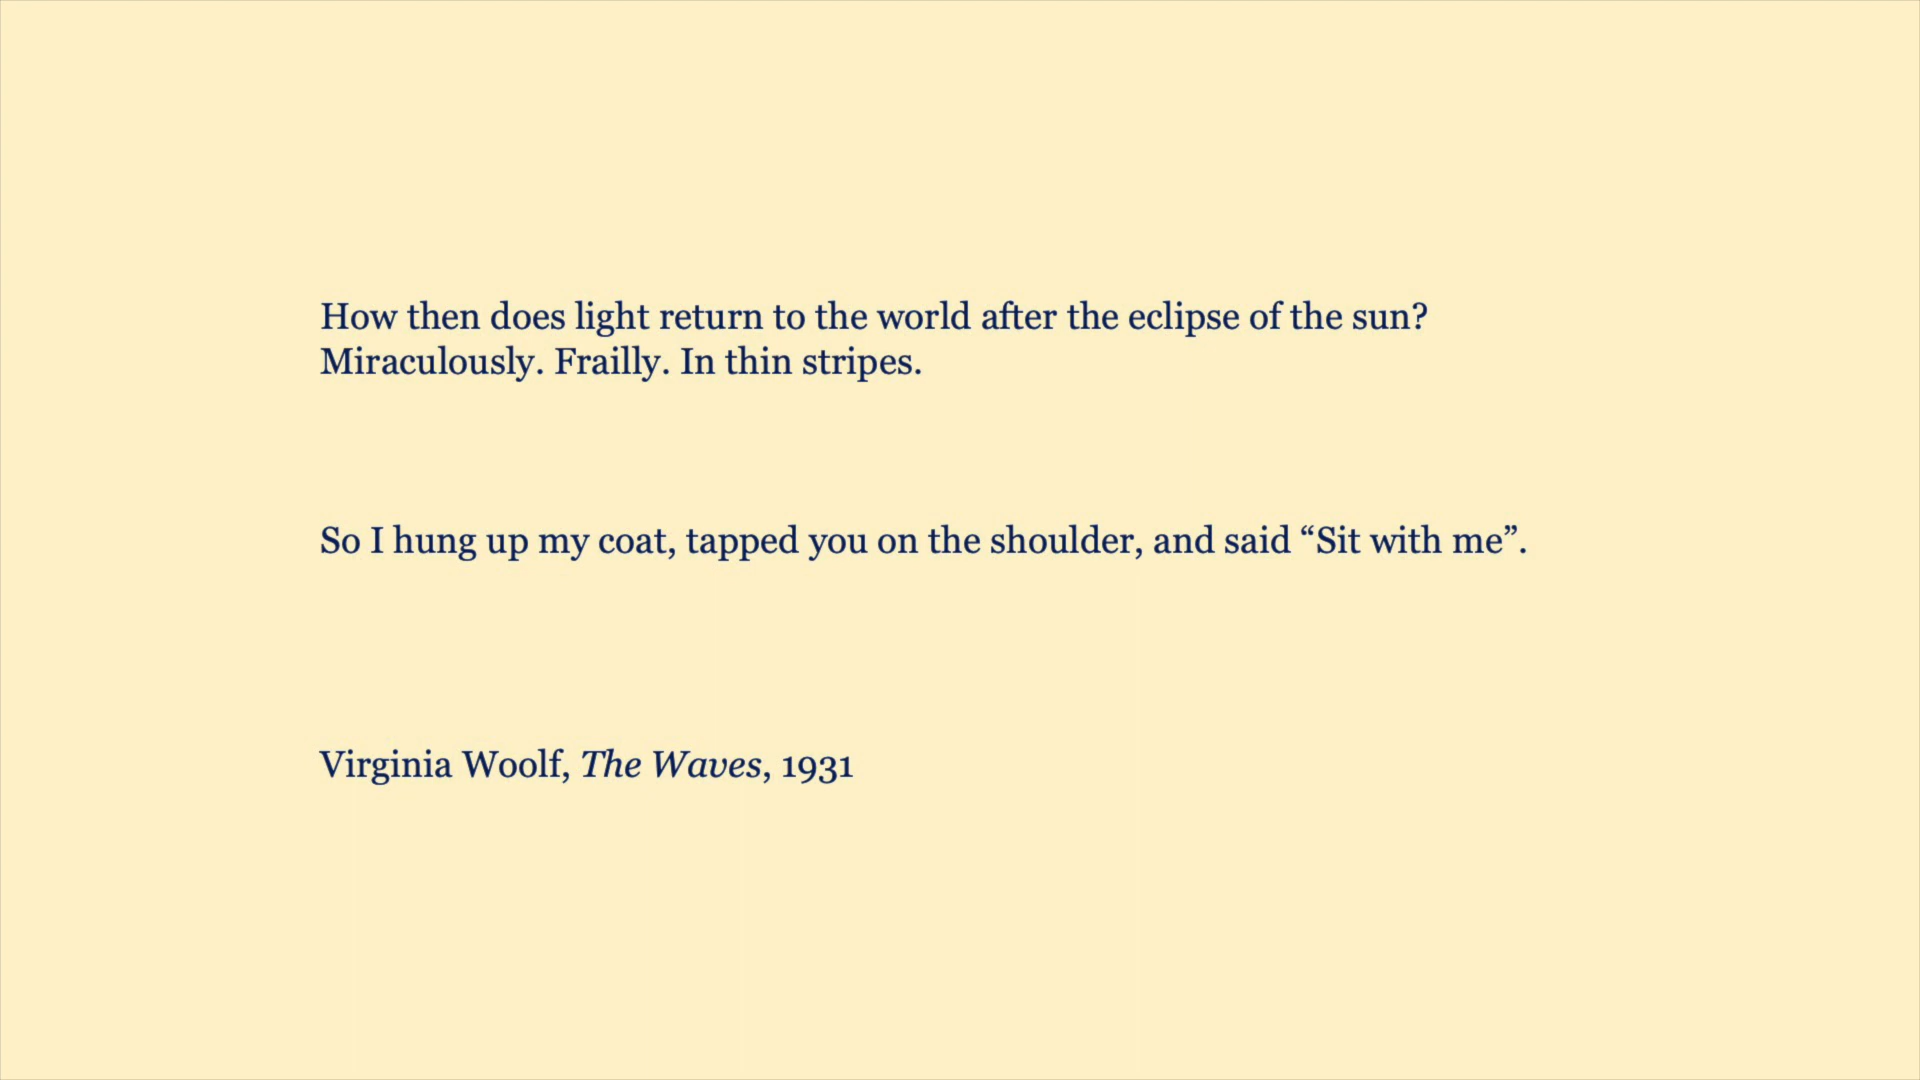 How then does light return to the world after the eclipse of the sun?
Miraculously. Frailly. In thin stripes.
So I hung up my coat, tapped you on the shoulder, and said “Sit with me”.
Virginia Woolf, The Waves, 1931